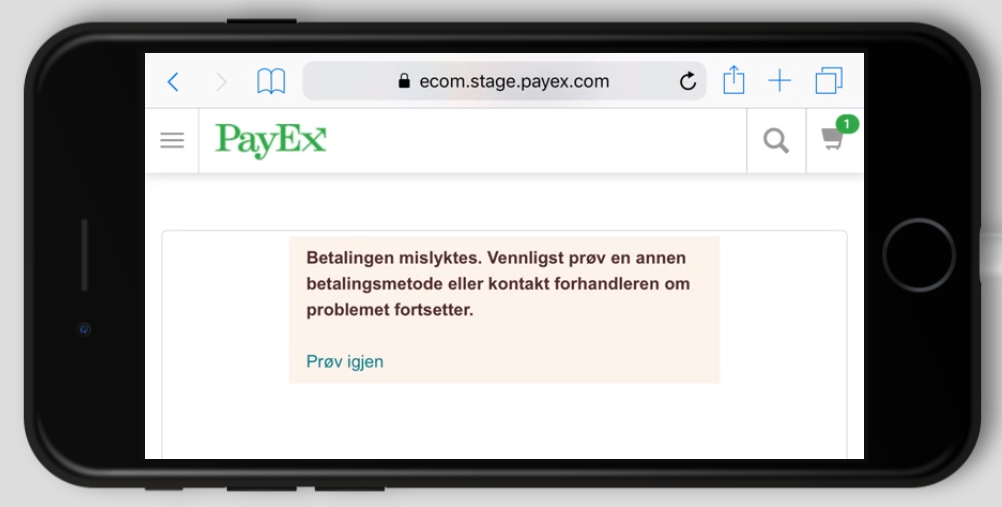 ecom.stage.payex.com
PayEx
1
Betalingen mislyktes. Vennligst prøv en annen
betalingsmetode eller kontakt forhandleren om
problemet fortsetter.
Prøv igjen